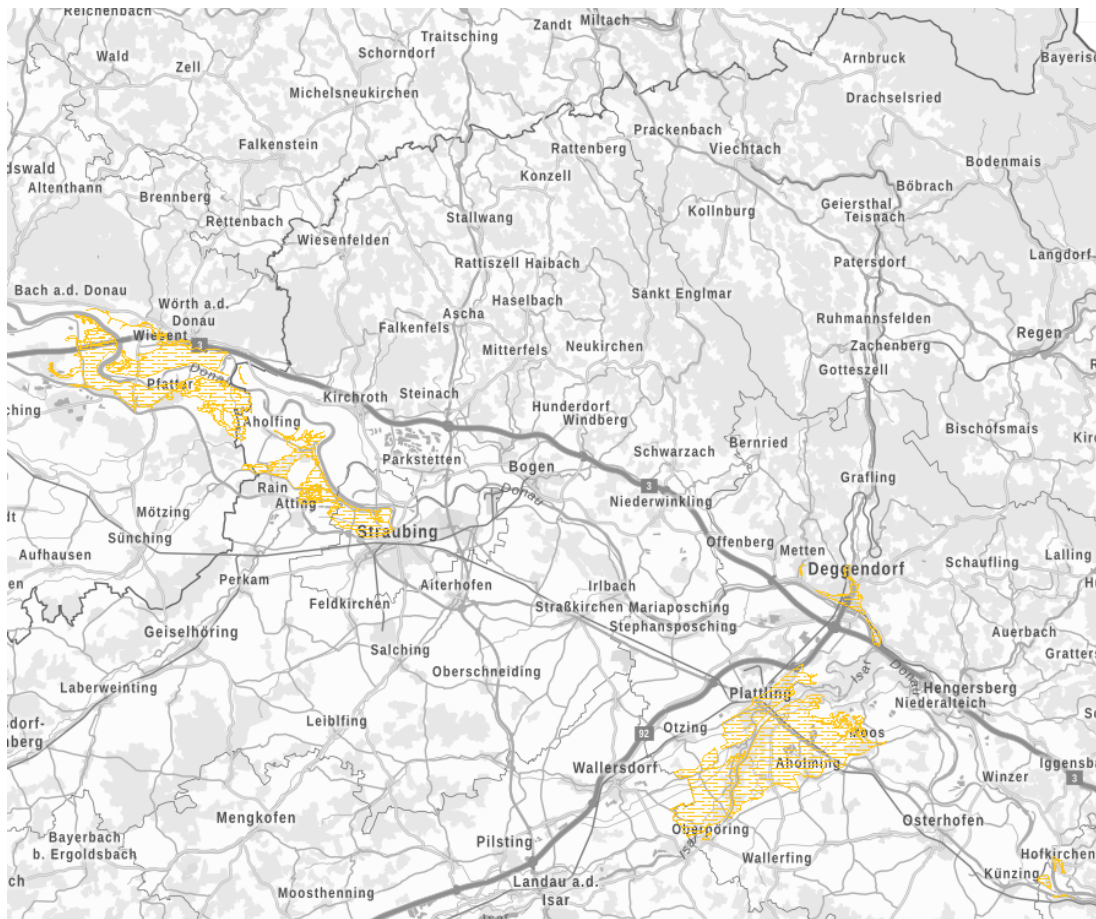 Reichenbach
Zandt
Miltach
Traitsching
Wald
Schorndorf
Arnbruck
Zell
Michelsneukirchen
Drachselsried
Prackenbach
Falkenstein
Rattenberg
Viechtach
Bodenmais
Altenthann
Konzell
Böbrach
Brennberg
Geiersthal
Kollnburg
Teisnach
Rettenbach
Stallwang
Wiesenfelden
Langdorf
Rattiszell
Haibach
Patersdorf
Bach a.d. Donau
Sankt Englmar
Wörth a.d.
Donau
Haselbach
Ascha
Ruhmannsfelden
Falkenfels
Regen
Wiesent
3
Mitterfels
Neukirchen
Zachenberg
Donau
Gotteszell
Pfatter
Kirchroth
Steinach
Hunderdorf
Windberg
Aholfing
Bischofsmais
Bernried
Schwarzach
Parkstetten
Bogen
Grafling
Rain
Donau
3
Niederwinkling
Atting
Mötzing
Straubing
Sünching
Offenberg
Metten
Aufhausen
Deggendorf
Schaufling
Lalling
Perkam
Aiterhofen
Irlbach
Feldkirchen
Straßkirchen
Mariaposching
Stephansposching
Geiselhöring
Auerbach
Salching
Oberschneiding
Isar
Donau
Laberweinting
Plattling
Hengersberg
Niederalteich
Leiblfing
Otzing
92
Moos
Wallersdorf
Aholming
Winzer
3
Mengkofen
Osterhofen
Oberpöring
Bayerbach
b. Ergoldsbach
Pilsting
Isar
Wallerfing
Hofkirchen
Künzing
Landau a.d.
Isar
Moosthenning